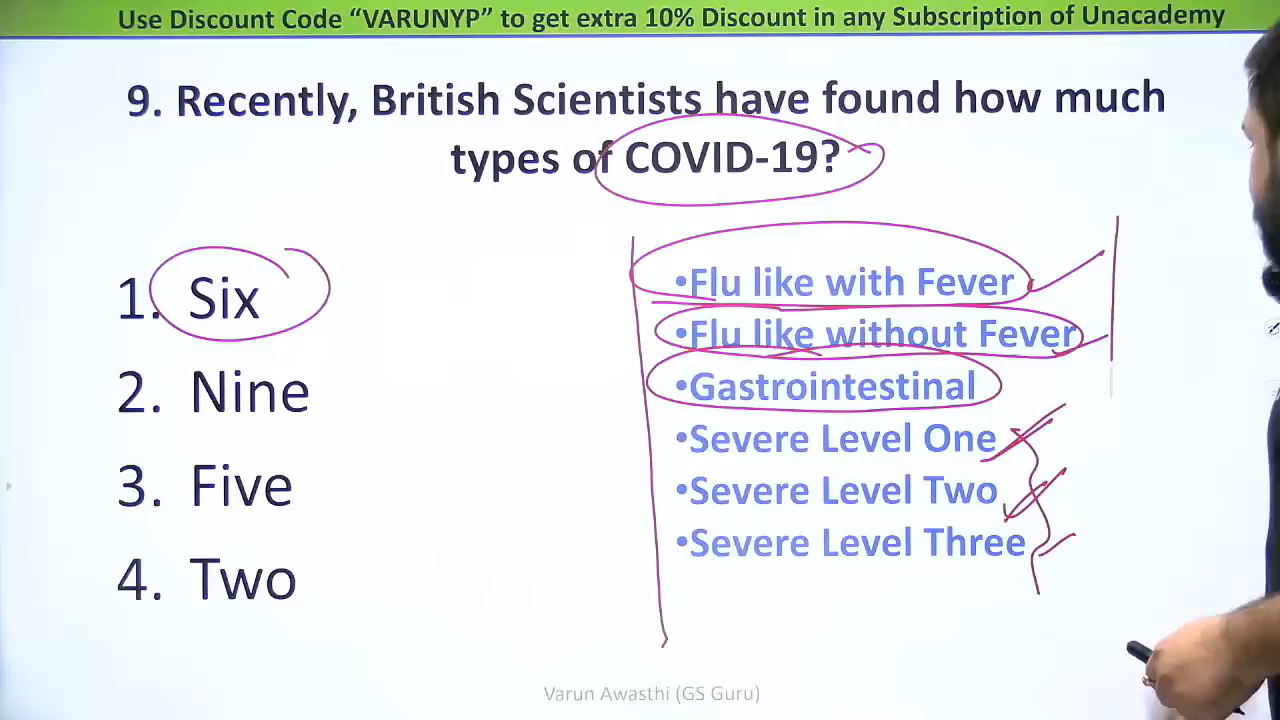 Use Discount Code “VARUNYP” to get extra 10% Discount in any Subscription of Unacademy
9. Recently, British Scientists have found how much
types of COVID-19?
1. Six
2. Nine
3. Five
4. Two
•Flu like with Fever
•Flu like without Fever
•Gastrointestinal
•Severe Level One
•Severe Level Two
•Severe Level Three
Varun Awasthi (GS Guru)